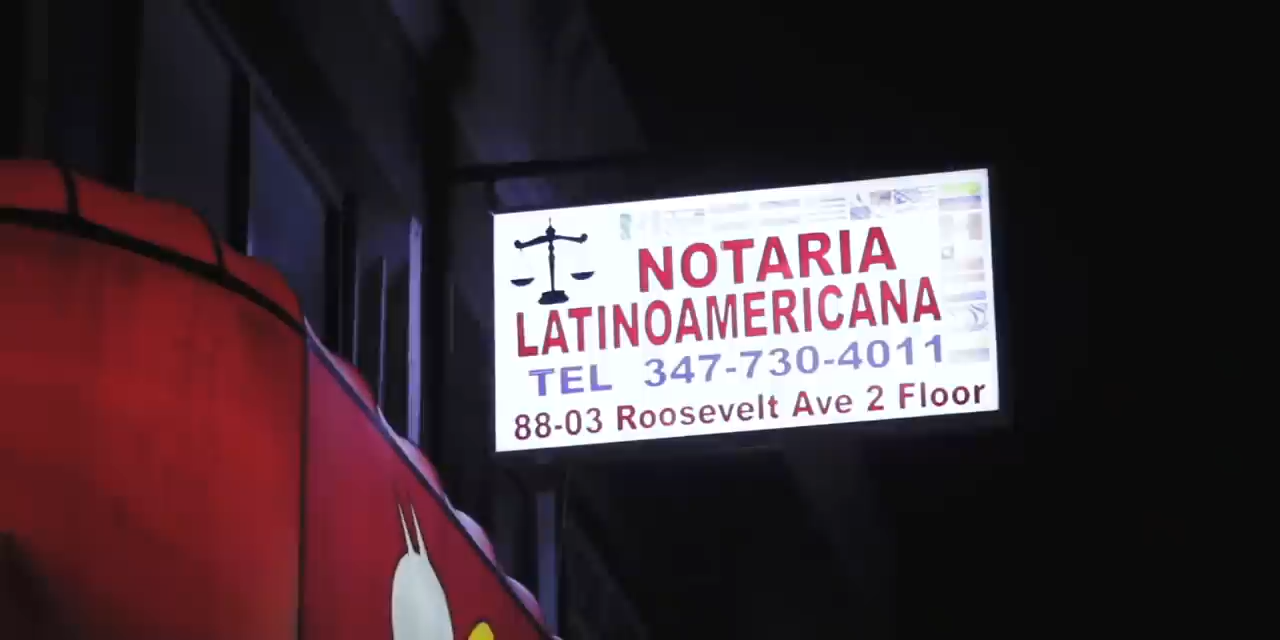 NOTARIA
LATINOAMERICANA
TEL 347-730-4011
88-03 Roosevelt Ave 2 Floor